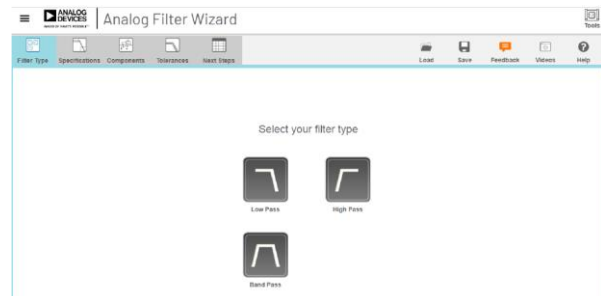 ANALOG DEVICES
Analog Filter Wizard
Tools
Filter Type Specifications Components Tolerances Next Steps Load Save Feedback Videos Help
Select your filter type
Low Pass High Pass
Band Pass